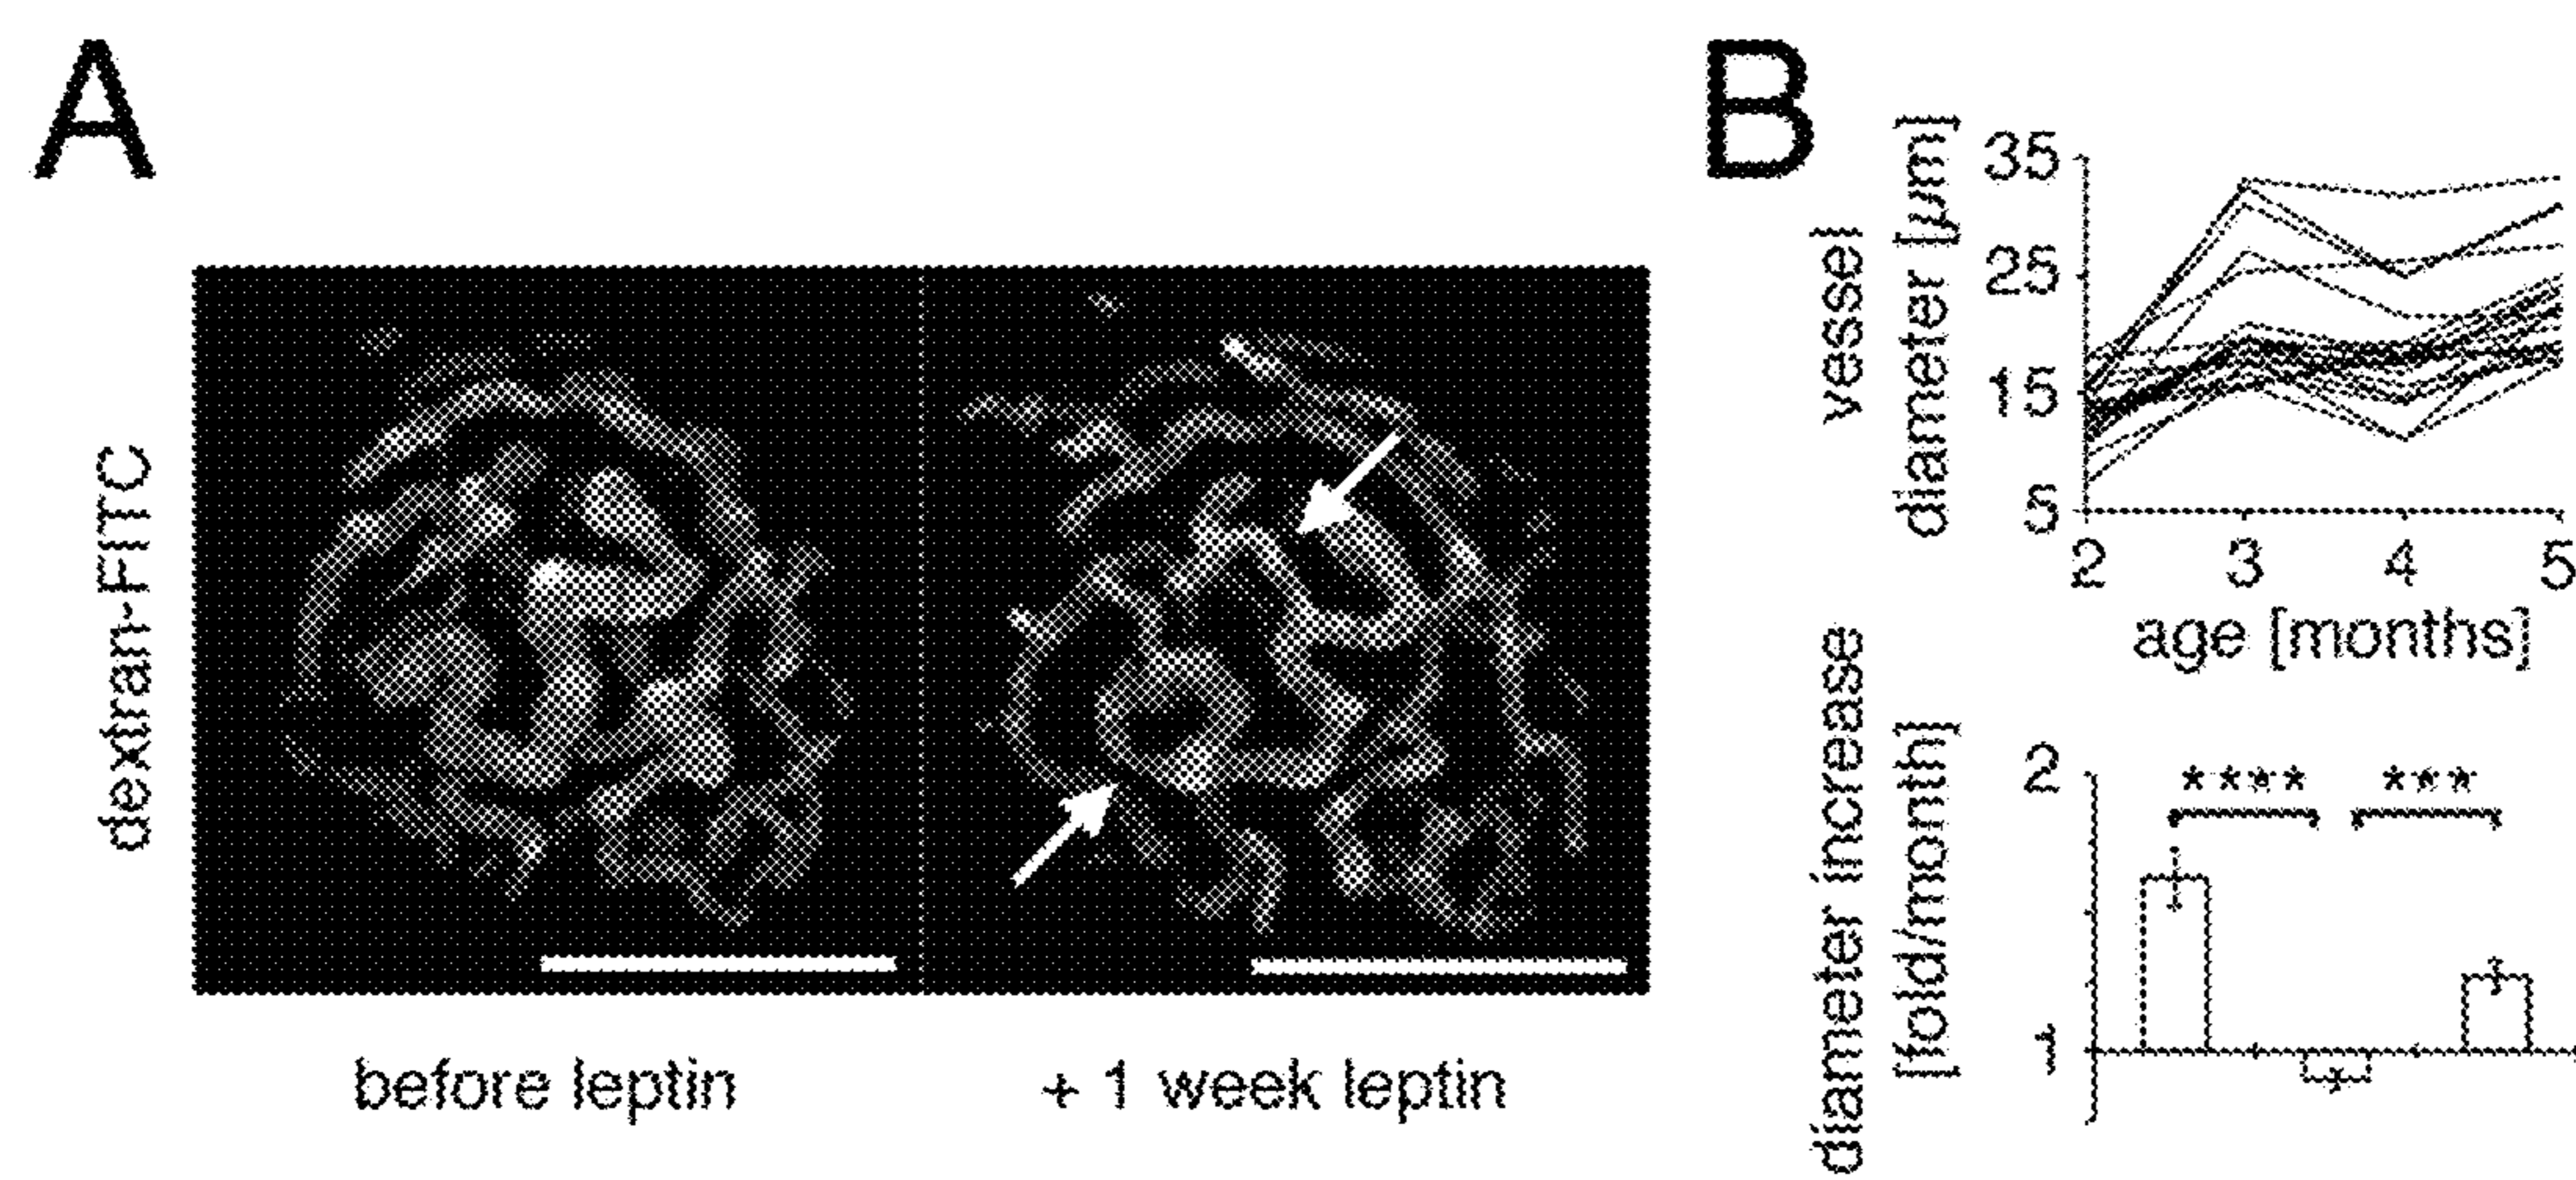 A
dextran-FITC
before leptin
+ 1 week leptin
B
vessel
diameter [µm]
35
25
15
5
2 3 4 5
age [months]
diameter increase
[fold/month]
2
**** ***
1